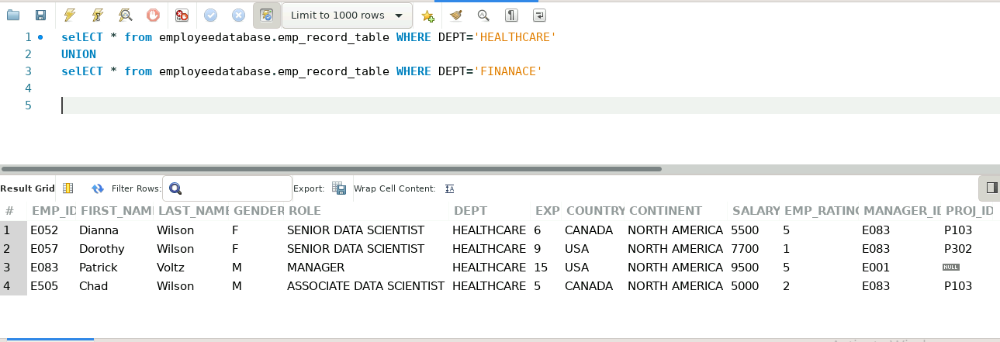 Limit to 1000 rows
1 selECT * from employeedatabase.emp_record_table WHERE DEPT='HEALTHCARE'
2 UNION
3 selECT * from employeedatabase.emp_record_table WHERE DEPT='FINANACE'
4
5
Result Grid Filter Rows: Export: Wrap Cell Content:
# EMP_ID FIRST_NAM LAST_NAME GENDER ROLE DEPT EXP COUNTRY CONTINENT SALARY EMP_RATING MANAGER_ID PROJ_ID
1 E052 Dianna Wilson F SENIOR DATA SCIENTIST HEALTHCARE 6 CANADA NORTH AMERICA 5500 5 E083 P103
2 E057 Dorothy Wilson F SENIOR DATA SCIENTIST HEALTHCARE 9 USA NORTH AMERICA 7700 1 E083 P302
3 E083 Patrick Voltz M MANAGER HEALTHCARE 15 USA NORTH AMERICA 9500 5 E001 NULL
4 E505 Chad Wilson M ASSOCIATE DATA SCIENTIST HEALTHCARE 5 CANADA NORTH AMERICA 5000 2 E083 P103